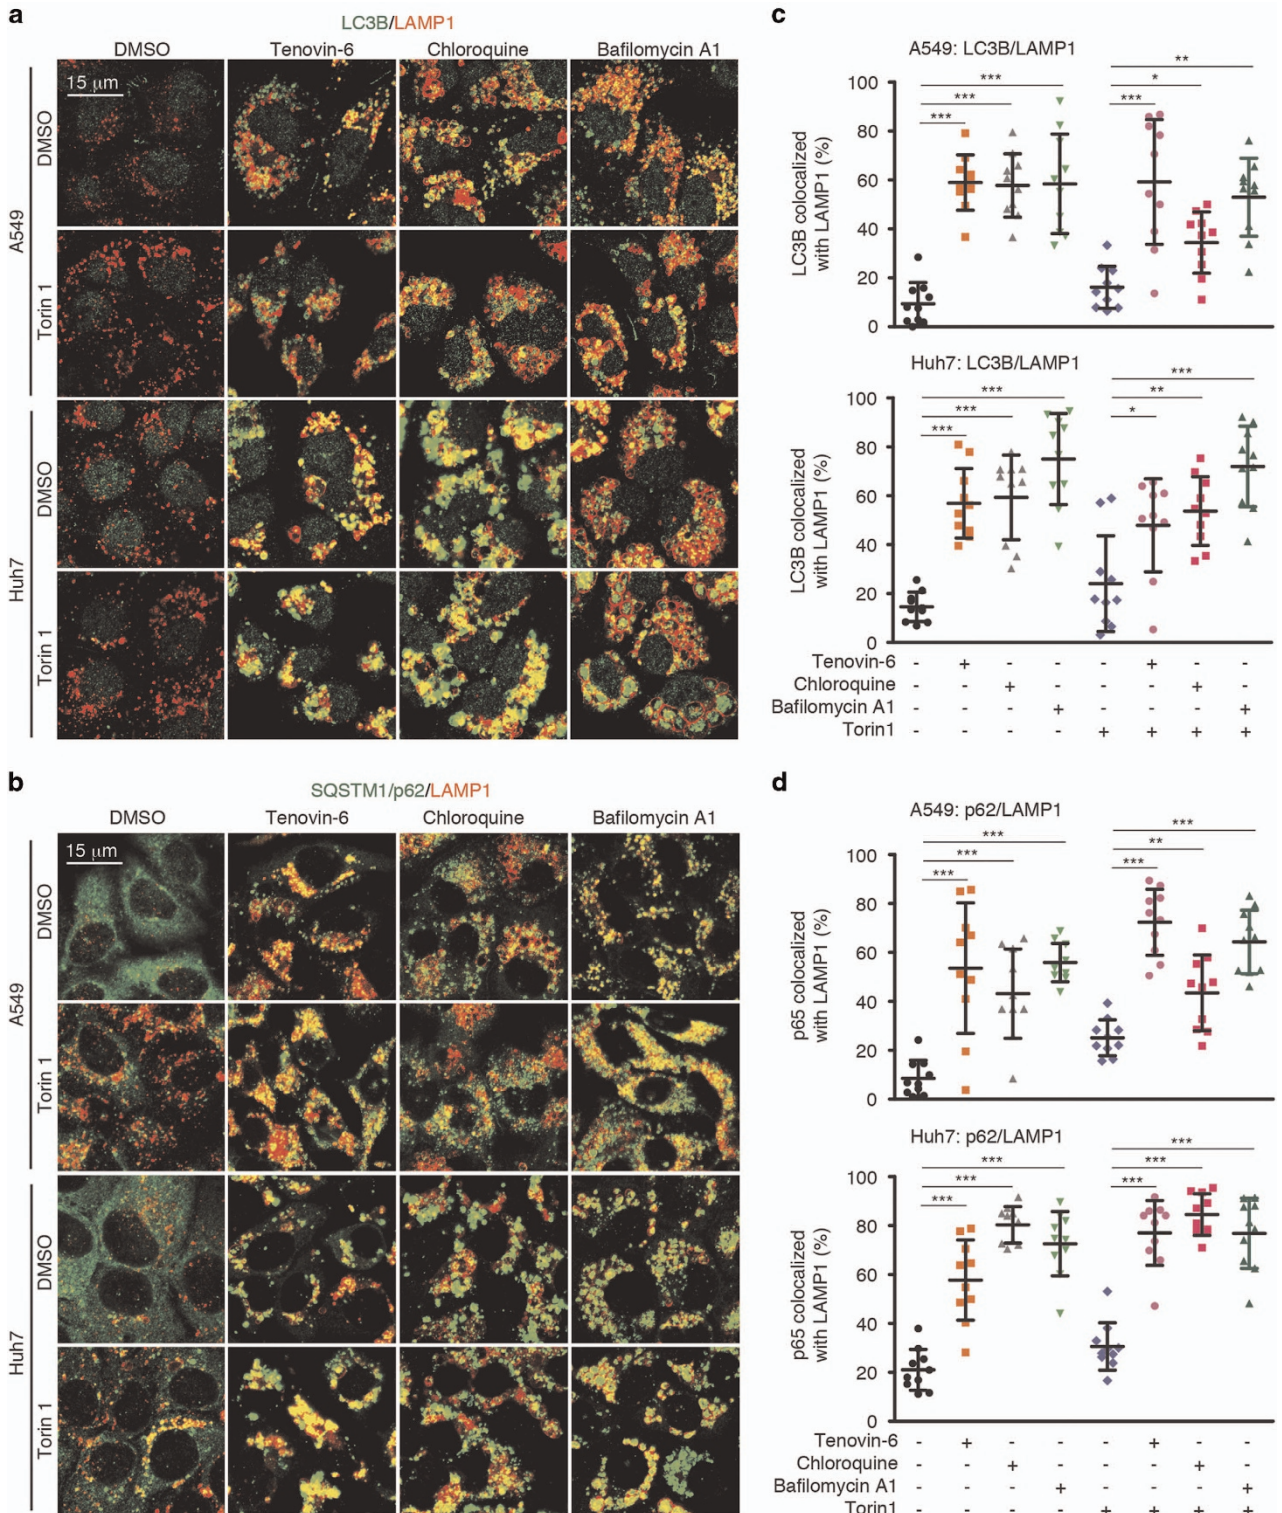 a
LC3B/LAMP1
DMSO Tenovin-6 Chloroquine Bafilomycin A1
15 μm
A549
DMSO
Torin 1
Huh7
DMSO
Torin 1
b
SQSTM1/p62/LAMP1
DMSO Tenovin-6 Chloroquine Bafilomycin A1
15 μm
A549
DMSO
Torin 1
Huh7
DMSO
Torin 1
c
A549: LC3B/LAMP1
LC3B colocalized
with LAMP1 (%)
100
80
60
40
20
0
*** *** *** *** * **
Huh7: LC3B/LAMP1
LC3B colocalized
with LAMP1 (%)
100
80
60
40
20
0
*** *** *** * ** ***
Tenovin-6 - + - - - + - -
Chloroquine - - + - - - + -
Bafilomycin A1 - - - + - - - +
Torin1 - - - - + + + +
d
A549: p62/LAMP1
p65 colocalized
with LAMP1 (%)
100
80
60
40
20
0
*** *** *** *** ** ***
Huh7: p62/LAMP1
p65 colocalized
with LAMP1 (%)
100
80
60
40
20
0
*** *** *** *** *** ***
Tenovin-6 - + - - - + - -
Chloroquine - - + - - - + -
Bafilomycin A1 - - - + - - - +
Torin1 - - - - + + + +